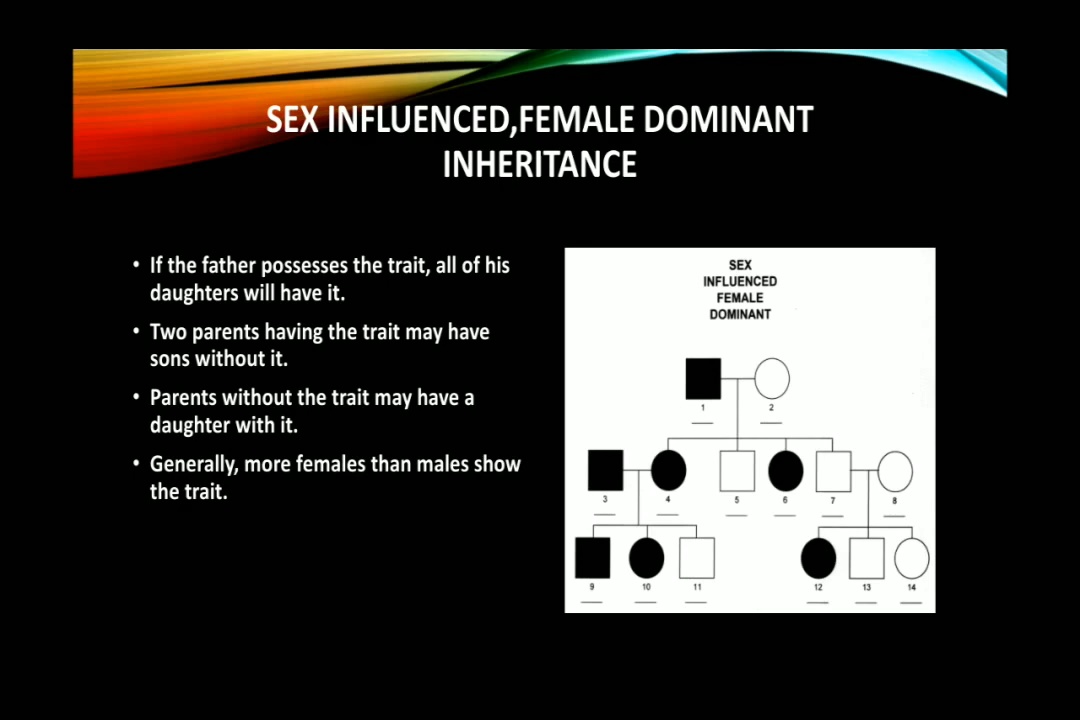 SEX INFLUENCED,FEMALE DOMINANT
INHERITANCE
• If the father possesses the trait, all of his
daughters will have it.
• Two parents having the trait may have
sons without it.
• Parents without the trait may have a
daughter with it.
• Generally, more females than males show
the trait.
SEX
INFLUENCED
FEMALE
DOMINANT
1 2
3 4 5 6 7 8
9 10 11 12 13 14